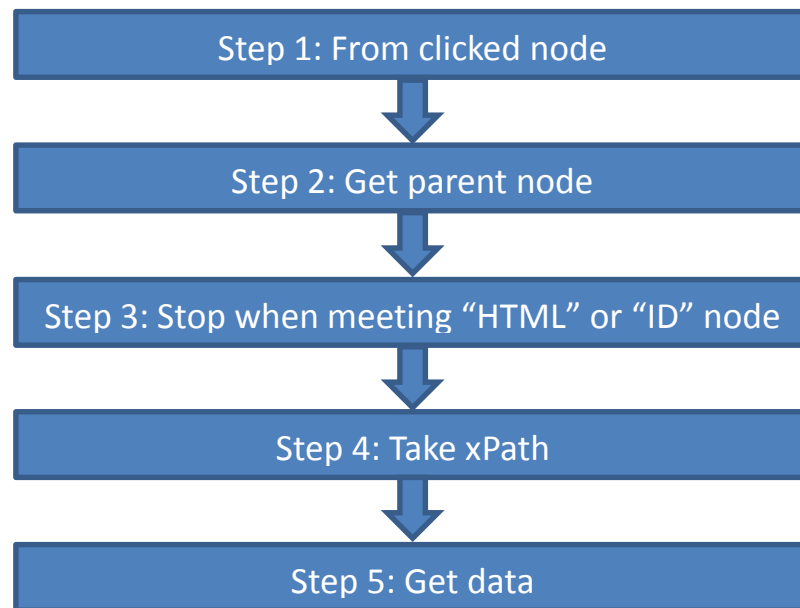 Step 1: From clicked node
Step 2: Get parent node
Step 3: Stop when meeting “HTML” or “ID” node
Step 4: Take xPath
Step 5: Get data